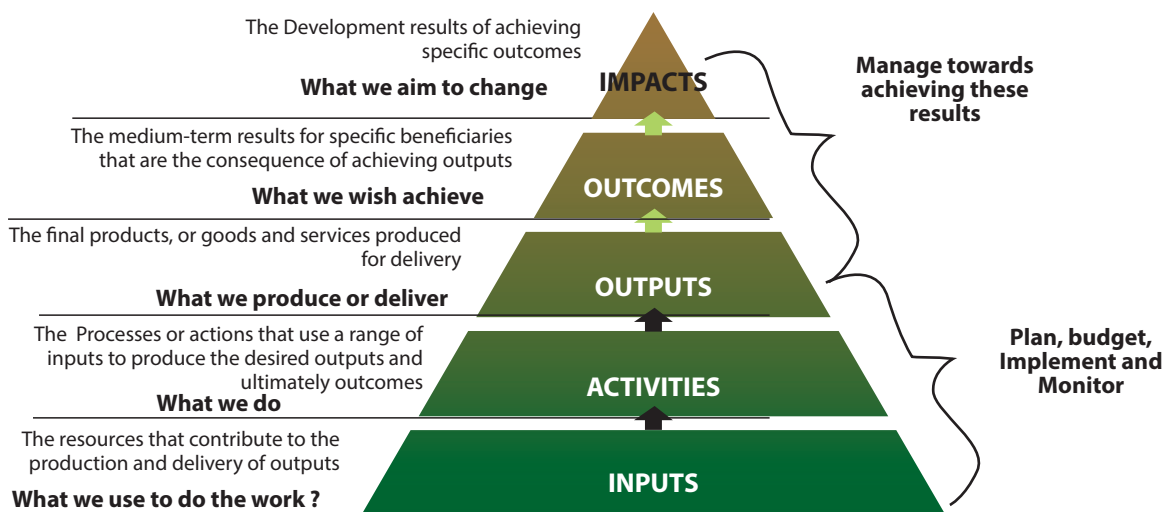 The Development results of achieving
specific outcomes
What we aim to change
IMPACTS
Manage towards
achieving these
results
The medium-term results for specific beneficiaries
that are the consequence of achieving outputs
What we wish achieve
OUTCOMES
The final products, or goods and services produced
for delivery
What we produce or deliver
OUTPUTS
The Processes or actions that use a range of
inputs to produce the desired outputs and
ultimately outcomes
What we do
ACTIVITIES
Plan, budget,
Implement and
Monitor
The resources that contribute to the
production and delivery of outputs
What we use to do the work ?
INPUTS